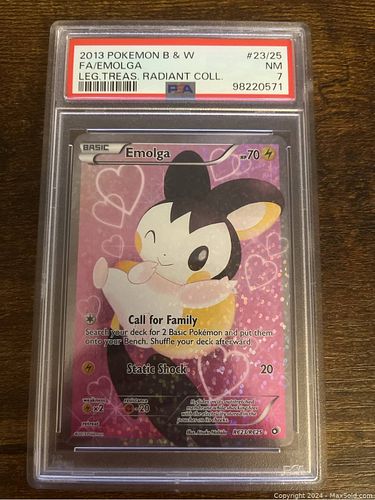 2013 POKEMON B & W #23/25
FA/EMOLGA NM
LEG.TREAS. RADIANT COLL. 7
PSA 98220571
BASIC Emolga HP70
Call for Family
Search your deck for 2 Basic Pokémon and put them
onto your Bench. Shuffle your deck afterward.
Static Shock 20
weakness resistance
×2 -20
retreat
RC23/RC25
Copyright 2024 - MaxSold.com